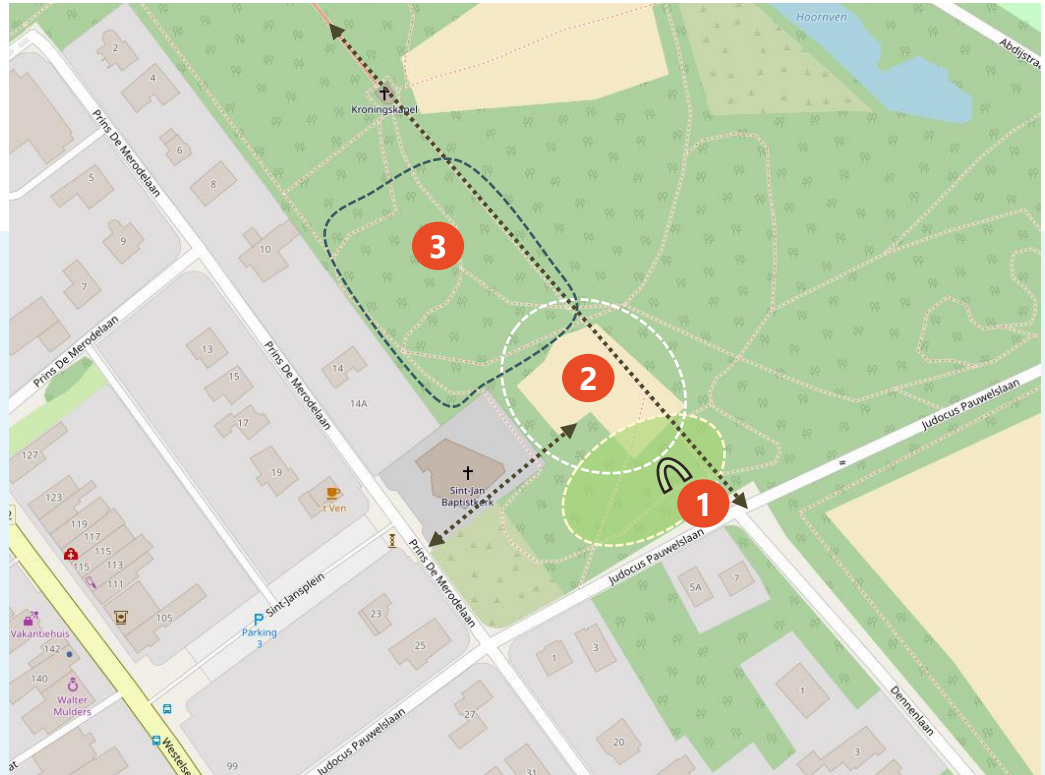 Hoornven
Abdijstra
2
4
Kroningskapel
Prins De Merodelaan
6
5
8
3
9
10
7
13
Prins De Merodelaan
Prins De Merodelaan
14
15
2
14A
Judocus Pauwelslaan
17
127
19
Sint-Jan
Baptistkerk
123
't Ven
1
2
119
117
115
115
113
111
Prins De Merodelaan
Judocus Pauwelslaan
5A
7
105
Sint-Jansplein
23
Vakantiehuis
P
Parking
3
142
25
1
3
140
Walter
Mulders
1
Dennenlaan
27
Judocus Pauwelslaan
20
Westelse
3
99
at
31